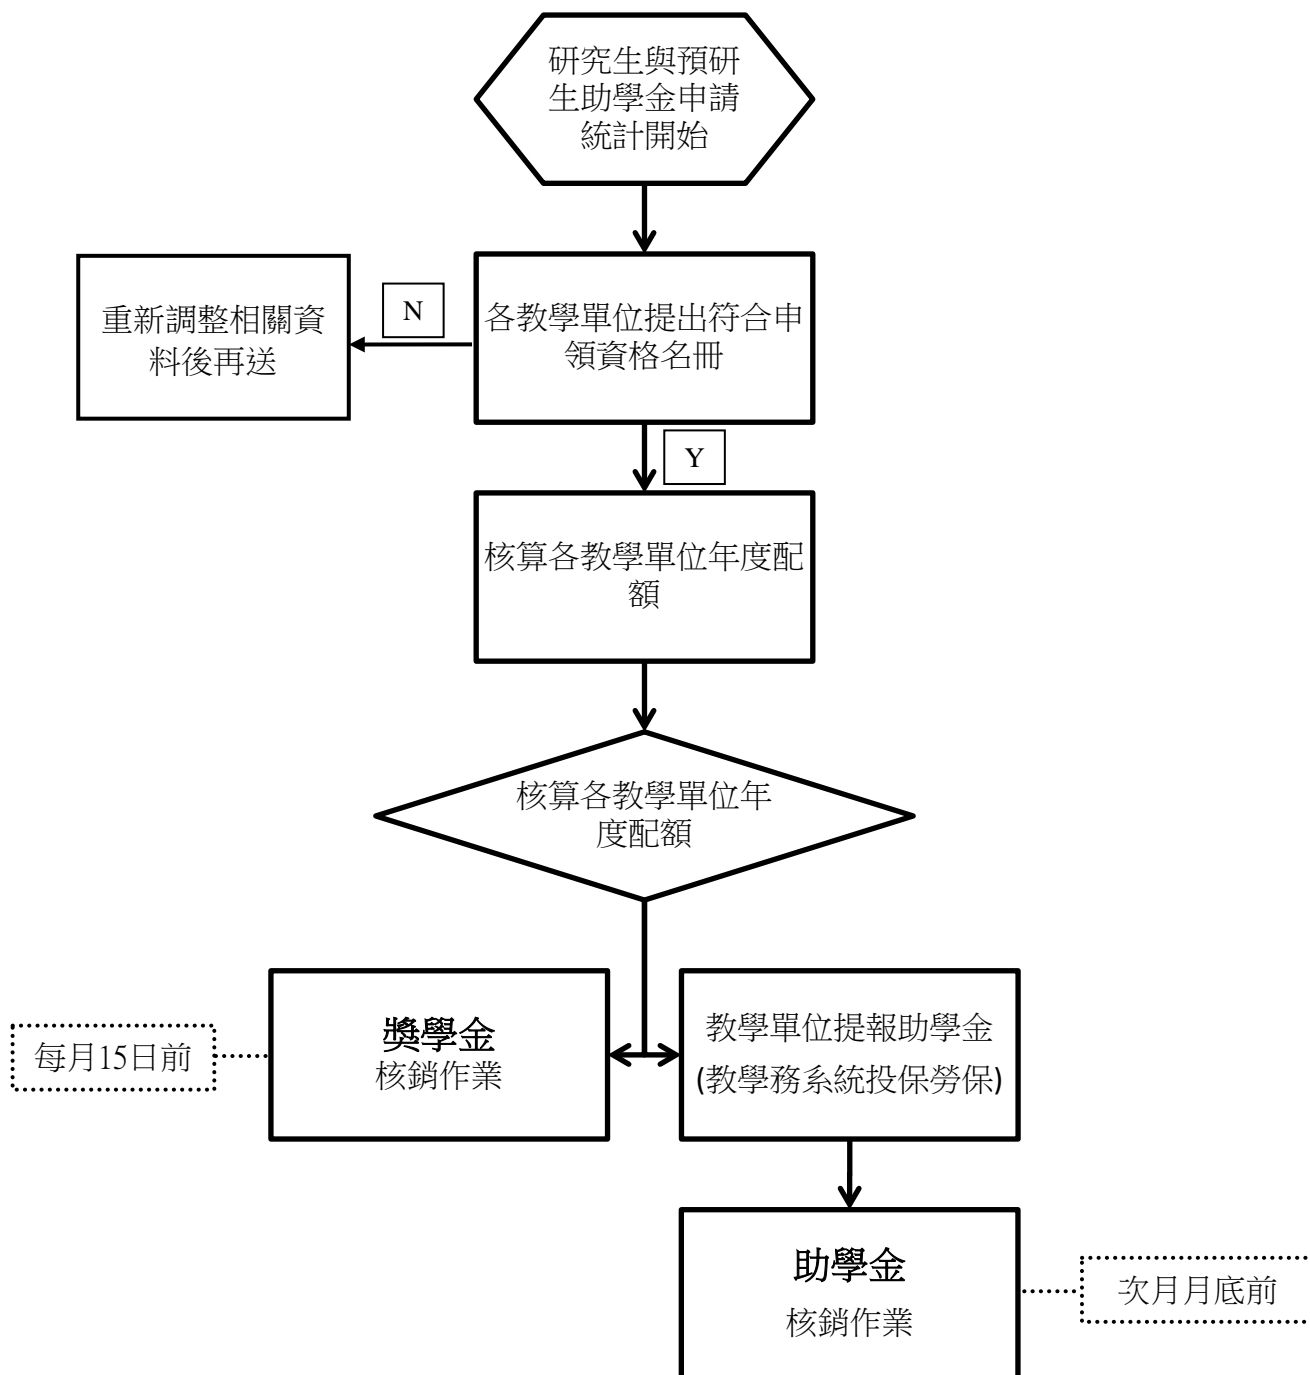 研究生與預研
生助學金申請
統計開始
N
重新調整相關資
料後再送
各教學單位提出符合申
領資格名冊
Y
核算各教學單位年度配
額
核算各教學單位年
度配額
獎學金
核銷作業
每月15日前
教學單位提報助學金
(教學務系統投保勞保)
助學金
核銷作業
次月月底前